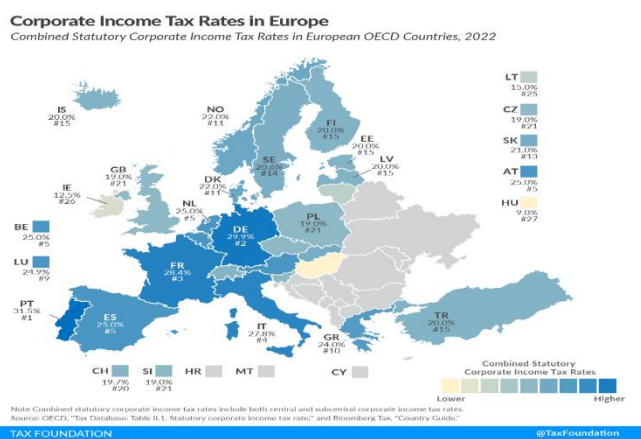 Corporate Income Tax Rates in Europe
Combined Statutory Corporate Income Tax Rates in European OECD Countries, 2022
LT
15.0%
#25
CZ
19.0%
#21
SK
21.0%
#13
AT
25.0%
#5
HU
9.0%
#27
IS
20.0%
#15
NO
22.0%
#11
FI
20.0%
#15
SE
20.6%
#14
EE
20.0%
#15
LV
20.0%
#15
GB
19.0%
#21
DK
22.0%
#11
IE
12.5%
#26
NL
25.0%
#5
BE
25.0%
#5
DE
29.9%
#2
PL
19.0%
#21
LU
24.9%
#9
FR
28.4%
#3
PT
31.5%
#1
ES
25.0%
#5
IT
27.8%
#4
GR
24.0%
#10
TR
20.0%
#15
CH
19.7%
#20
SI
19.0%
#21
HR
MT
CY
Combined Statutory
Corporate Income Tax Rates
Lower
Higher
Note Combined statutory corporate income tax rates include both central and subcentral corporate income tax rates.
Source: OECD, "Tax Database: Table II.1. Statutory corporate income tax rate;" and Bloomberg Tax, "Country Guide."
TAX FOUNDATION
@TaxFoundation